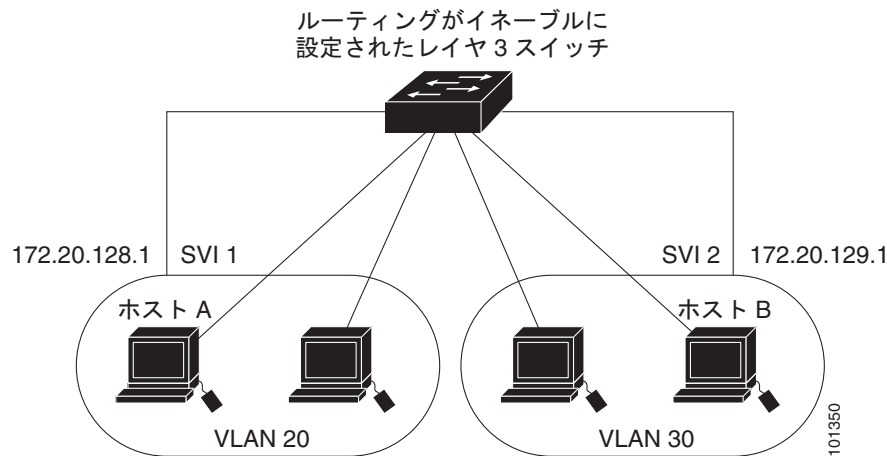 ルーティングがイネーブルに
設定されたレイヤ 3 スイッチ
172.20.128.1 SVI 1
SVI 2 172.20.129.1
ホスト A
ホスト B
VLAN 20
VLAN 30
101350